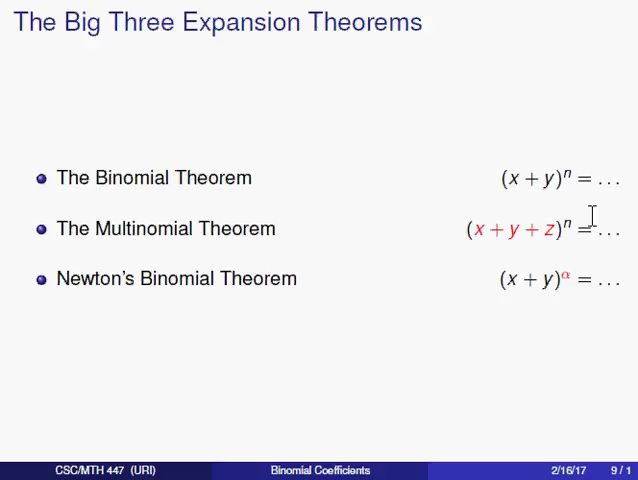 The Big Three Expansion Theorems
The Binomial Theorem (x + y)ⁿ = ...
The Multinomial Theorem (x + y + z)ⁿ = ...
Newton's Binomial Theorem (x + y)^α = ...
CSC/MTH 447 (URI) Binomial Coefficients 2/16/17 9 / 1